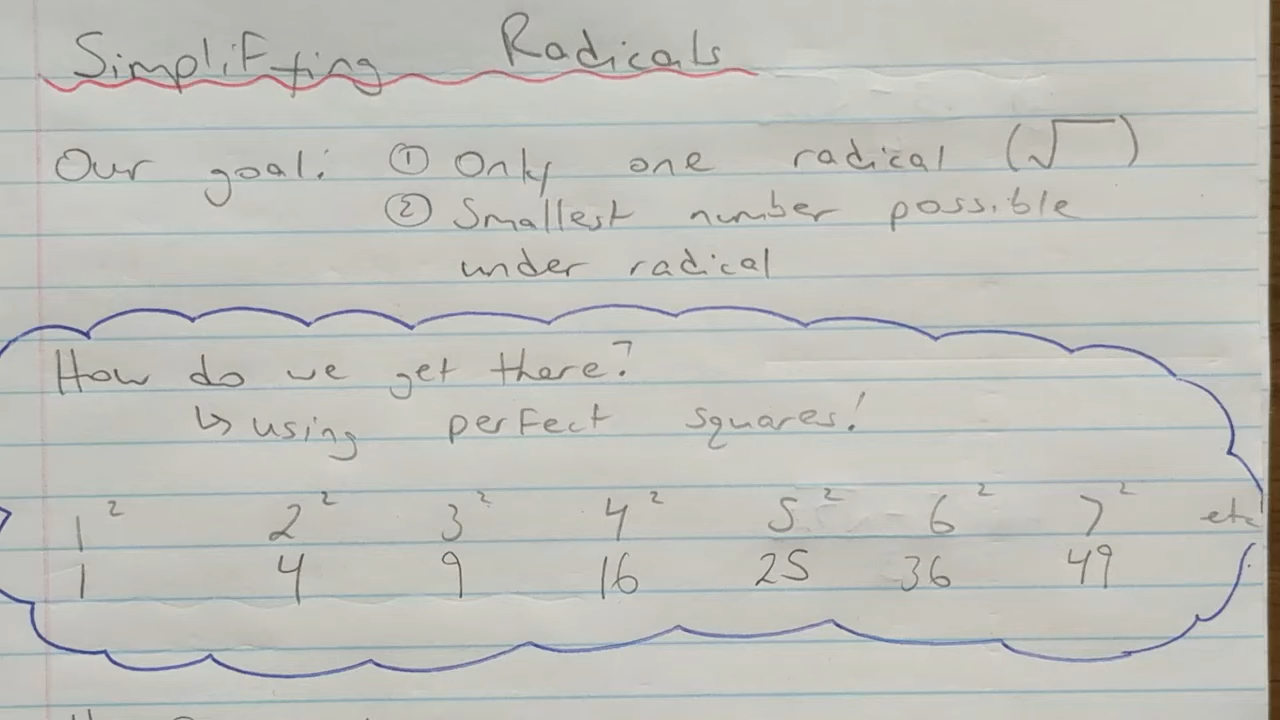 Simplifying Radicals
Our goal: ① Only one radical (√)
② Smallest number possible
under radical
How do we get there?
↳ using perfect squares!
1² 2² 3² 4² 5² 6² 7² etc
1 4 9 16 25 36 49